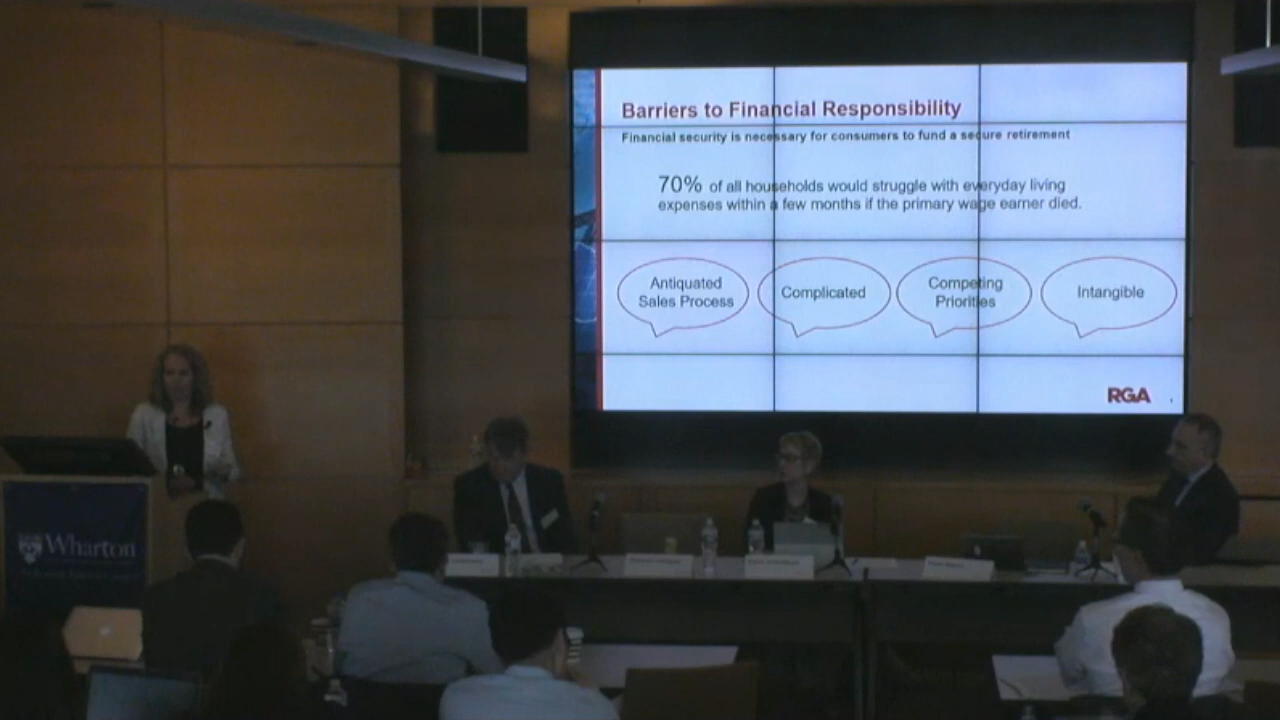 Barriers to Financial Responsibility
Financial security is necessary for consumers to fund a secure retirement
70% of all households would struggle with everyday living
expenses within a few months if the primary wage earner died.
Antiquated
Sales Process
Complicated
Competing
Priorities
Intangible
RGA
Wharton